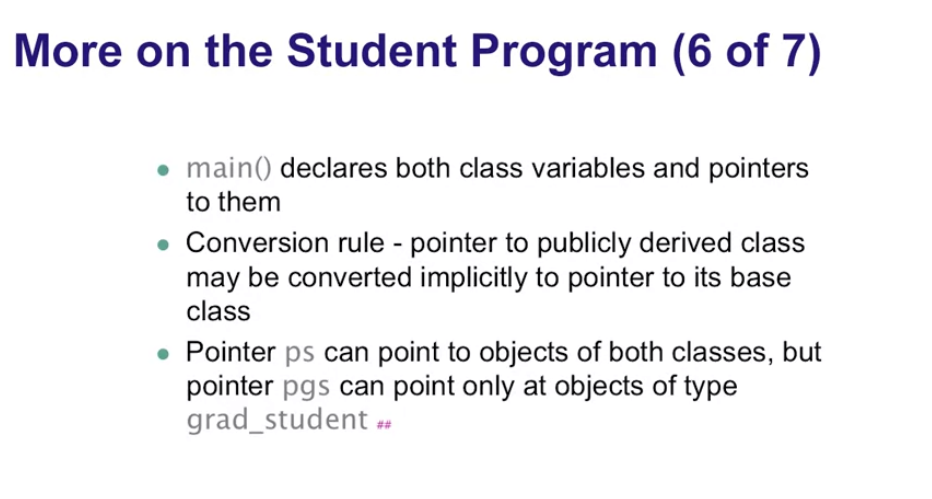 More on the Student Program (6 of 7)
main() declares both class variables and pointers
to them
Conversion rule - pointer to publicly derived class
may be converted implicitly to pointer to its base
class
Pointer ps can point to objects of both classes, but
pointer pgs can point only at objects of type
grad_student ##